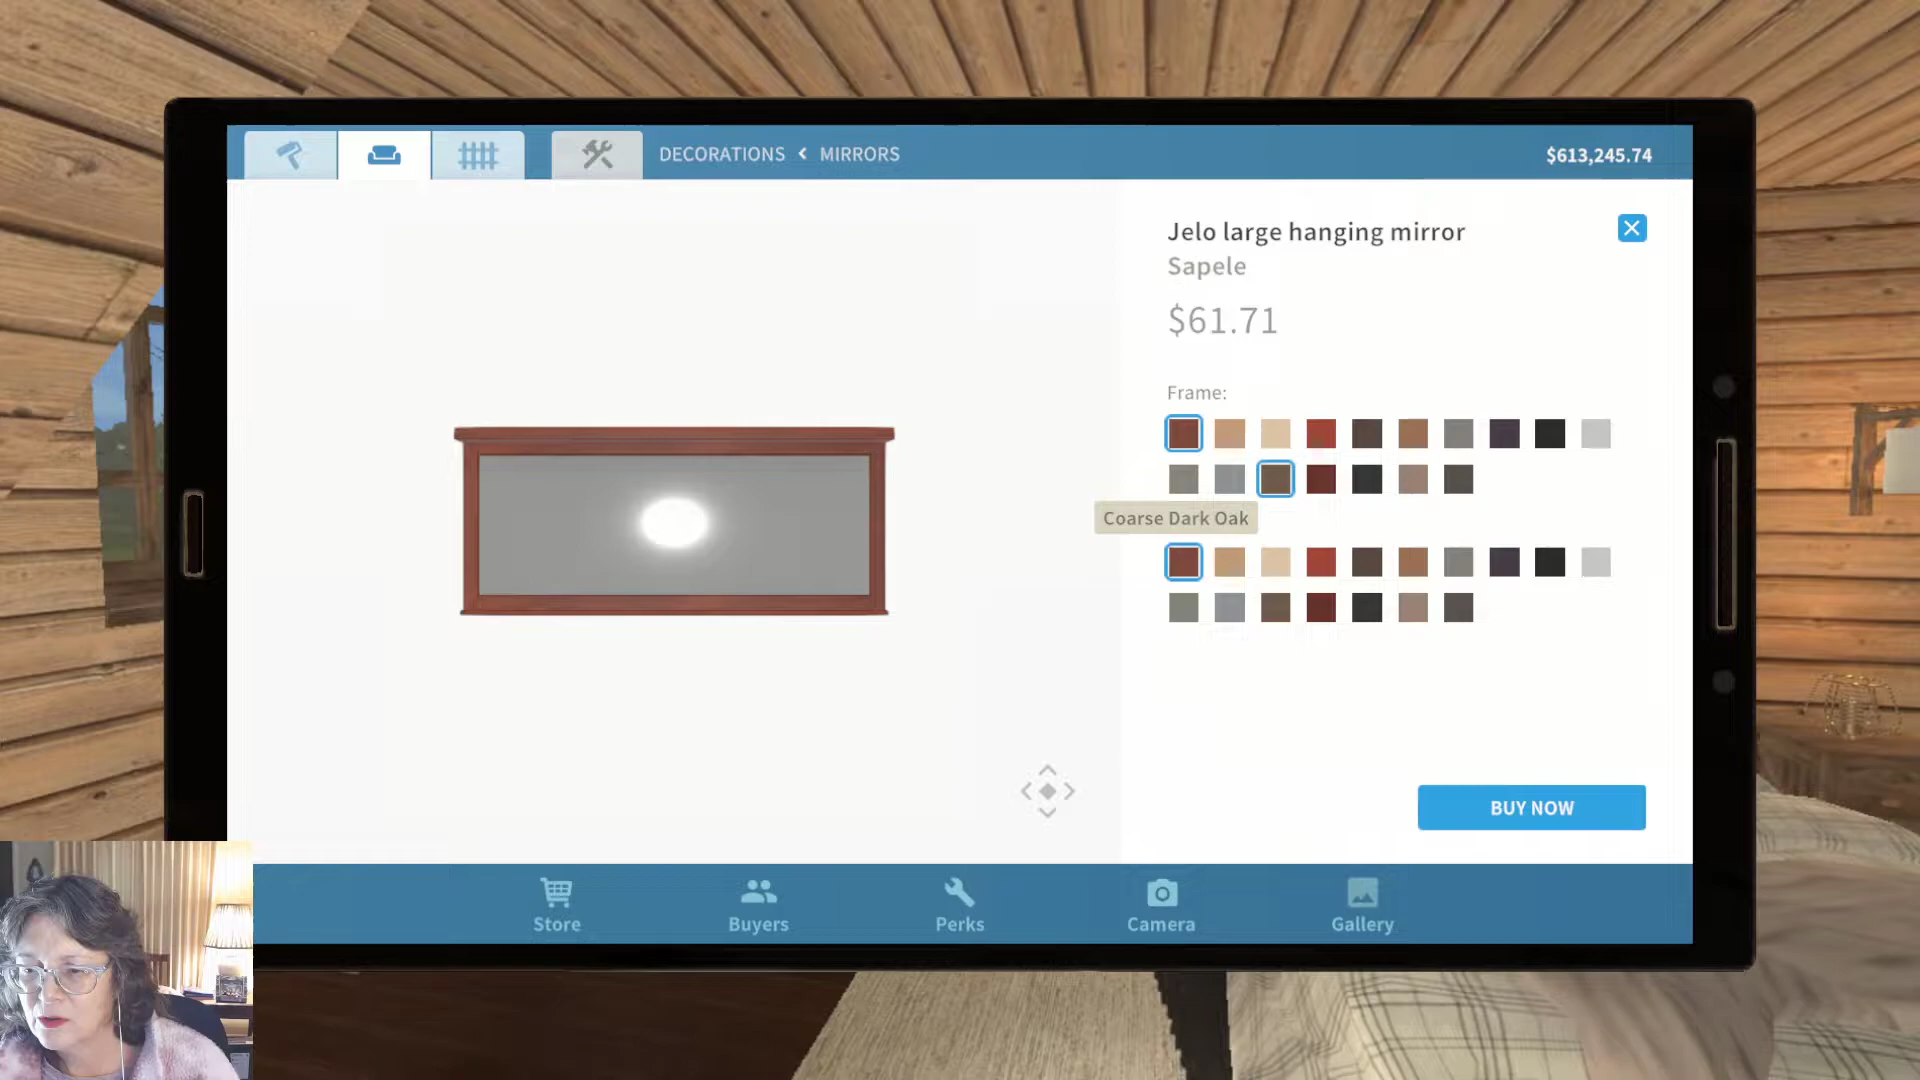 DECORATIONS < MIRRORS
$613,245.74
Jelo large hanging mirror
Sapele
$61.71
Frame:
Coarse Dark Oak
BUY NOW
Store
Buyers
Perks
Camera
Gallery